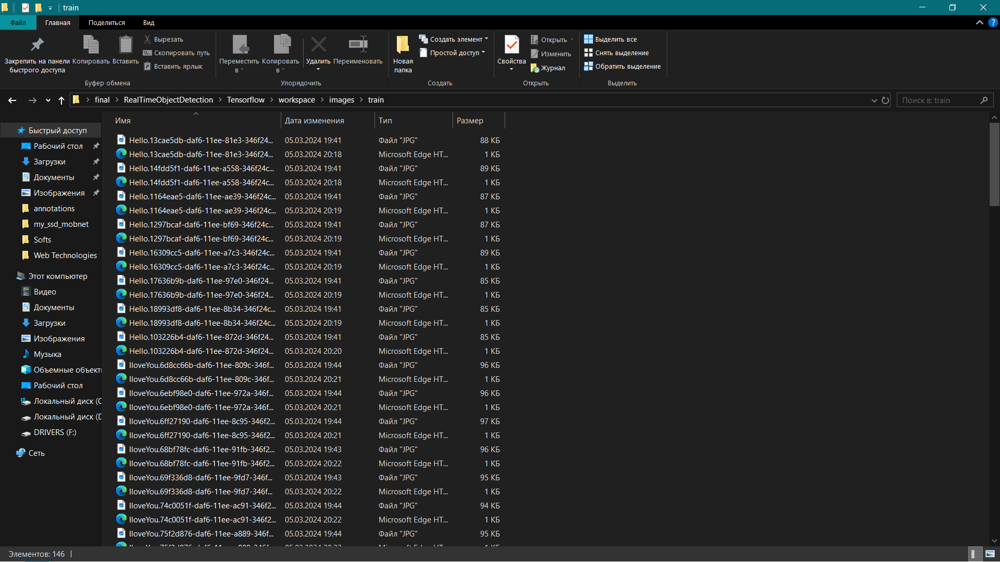 train
Файл
Главная
Поделиться
Вид
Закрепить на панели
быстрого доступа
Копировать
Вставить
Вырезать
Скопировать путь
Вставить ярлык
Буфер обмена
Переместить
в
Копировать
в
Удалить
Переименовать
Упорядочить
Новая
папка
Создать элемент
Простой доступ
Создать
Свойства
Открыть
Изменить
Журнал
Открыть
Выделить все
Снять выделение
Обратить выделение
Выделить
final > RealTimeObjectDetection > Tensorflow > workspace > images > train
Поиск в: train
Быстрый доступ
Рабочий стол
Загрузки
Документы
Изображения
annotations
my_ssd_mobnet
Softs
Web Technologies
Этот компьютер
Видео
Документы
Загрузки
Изображения
Музыка
Объемные объект
Рабочий стол
Локальный диск (C
Локальный диск (D
DRIVERS (F:)
Сеть
Имя Дата изменения Тип Размер
Hello.13cae5db-daf6-11ee-81e3-346f24... 05.03.2024 19:41 Файл "JPG" 88 КБ
Hello.13cae5db-daf6-11ee-81e3-346f24... 05.03.2024 20:18 Microsoft Edge HT... 1 КБ
Hello.14fdd5f1-daf6-11ee-a558-346f24c... 05.03.2024 19:41 Файл "JPG" 89 КБ
Hello.14fdd5f1-daf6-11ee-a558-346f24c... 05.03.2024 20:18 Microsoft Edge HT... 1 КБ
Hello.1164eae5-daf6-11ee-ae39-346f24c... 05.03.2024 19:41 Файл "JPG" 87 КБ
Hello.1164eae5-daf6-11ee-ae39-346f24c... 05.03.2024 20:19 Microsoft Edge HT... 1 КБ
Hello.1297bcaf-daf6-11ee-bf69-346f24c... 05.03.2024 19:41 Файл "JPG" 87 КБ
Hello.1297bcaf-daf6-11ee-bf69-346f24c... 05.03.2024 20:19 Microsoft Edge HT... 1 КБ
Hello.16309cc5-daf6-11ee-a7c3-346f24c... 05.03.2024 19:41 Файл "JPG" 89 КБ
Hello.16309cc5-daf6-11ee-a7c3-346f24c... 05.03.2024 20:19 Microsoft Edge HT... 1 КБ
Hello.17636b9b-daf6-11ee-97e0-346f24... 05.03.2024 19:41 Файл "JPG" 85 КБ
Hello.17636b9b-daf6-11ee-97e0-346f24... 05.03.2024 20:19 Microsoft Edge HT... 1 КБ
Hello.18993df8-daf6-11ee-8b34-346f24c... 05.03.2024 19:41 Файл "JPG" 85 КБ
Hello.18993df8-daf6-11ee-8b34-346f24c... 05.03.2024 20:19 Microsoft Edge HT... 1 КБ
Hello.103226b4-daf6-11ee-872d-346f24... 05.03.2024 19:41 Файл "JPG" 85 КБ
Hello.103226b4-daf6-11ee-872d-346f24... 05.03.2024 20:20 Microsoft Edge HT... 1 КБ
IloveYou.6d8cc66b-daf6-11ee-809c-346f... 05.03.2024 19:44 Файл "JPG" 96 КБ
IloveYou.6d8cc66b-daf6-11ee-809c-346f... 05.03.2024 20:21 Microsoft Edge HT... 1 КБ
IloveYou.6ebf98e0-daf6-11ee-972a-346f... 05.03.2024 19:44 Файл "JPG" 96 КБ
IloveYou.6ebf98e0-daf6-11ee-972a-346f... 05.03.2024 20:21 Microsoft Edge HT... 1 КБ
IloveYou.6ff27190-daf6-11ee-8c95-346f2... 05.03.2024 19:44 Файл "JPG" 97 КБ
IloveYou.6ff27190-daf6-11ee-8c95-346f2... 05.03.2024 20:21 Microsoft Edge HT... 1 КБ
IloveYou.68bf78fc-daf6-11ee-91fb-346f2... 05.03.2024 19:43 Файл "JPG" 96 КБ
IloveYou.68bf78fc-daf6-11ee-91fb-346f2... 05.03.2024 20:22 Microsoft Edge HT... 1 КБ
IloveYou.69f336d8-daf6-11ee-9fd7-346f... 05.03.2024 19:43 Файл "JPG" 95 КБ
IloveYou.69f336d8-daf6-11ee-9fd7-346f... 05.03.2024 20:22 Microsoft Edge HT... 1 КБ
IloveYou.74c0051f-daf6-11ee-ac91-346f2... 05.03.2024 19:44 Файл "JPG" 94 КБ
IloveYou.74c0051f-daf6-11ee-ac91-346f2... 05.03.2024 20:22 Microsoft Edge HT... 1 КБ
IloveYou.75f2d876-daf6-11ee-a889-346f... 05.03.2024 19:44 Файл "JPG" 95 КБ
Элементов: 146